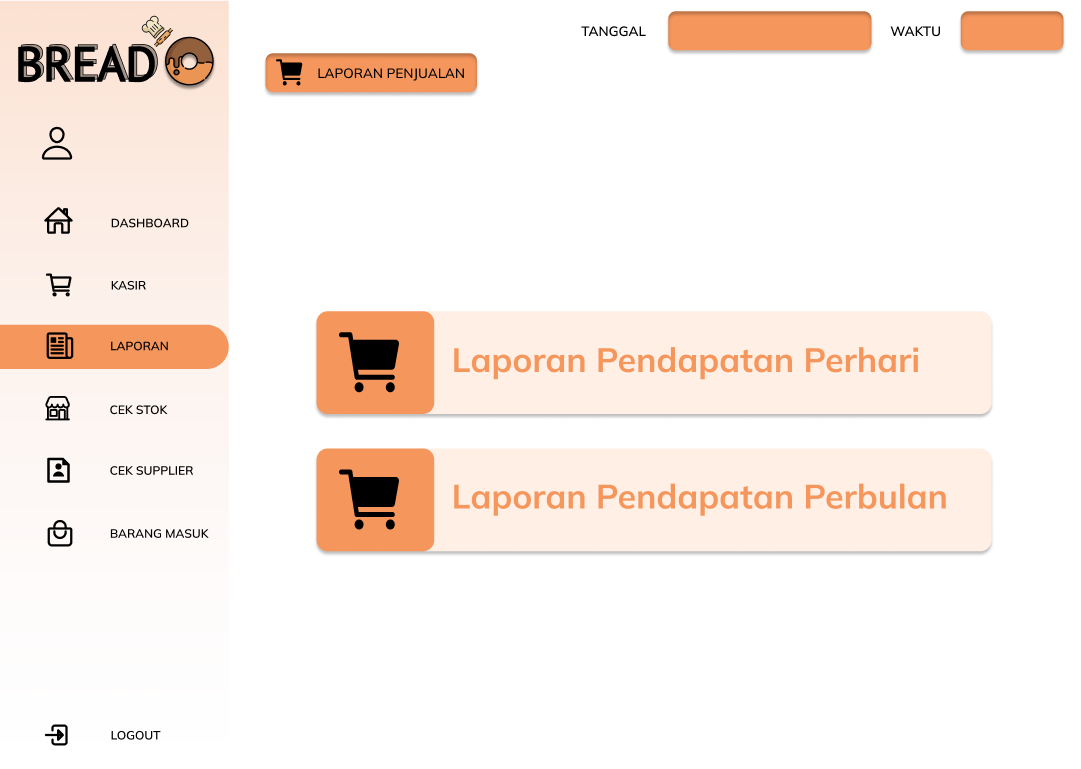 BREADO
TANGGAL
WAKTU
LAPORAN PENJUALAN
DASHBOARD
KASIR
LAPORAN
CEK STOK
CEK SUPPLIER
BARANG MASUK
LOGOUT
Laporan Pendapatan Perhari
Laporan Pendapatan Perbulan